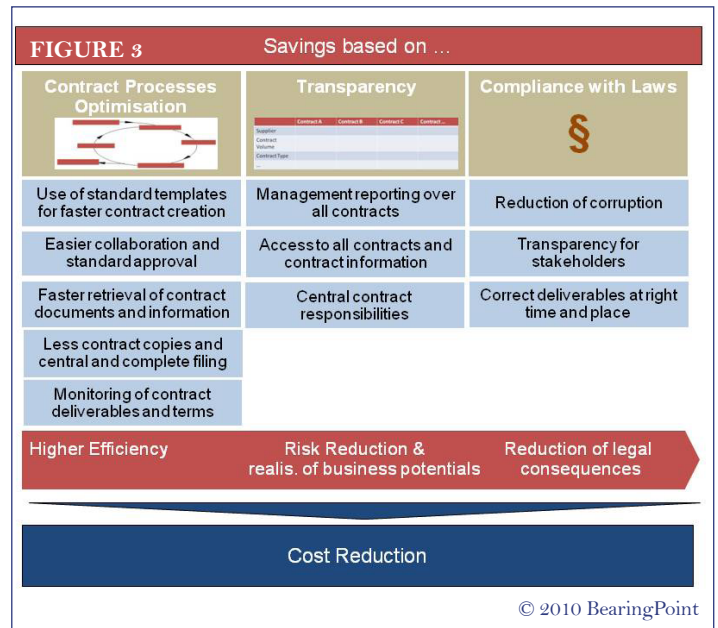 FIGURE 3
Savings based on ...
Contract Processes
Optimisation
Transparency
Contract A Contract B Contract C Contract ...
Supplier
Contract
Volume
Contract Type
...
Compliance with Laws
§
Use of standard templates
for faster contract creation
Easier collaboration and
standard approval
Faster retrieval of contract
documents and information
Less contract copies and
central and complete filing
Monitoring of contract
deliverables and terms
Management reporting over
all contracts
Access to all contracts and
contract information
Central contract
responsibilities
Reduction of corruption
Transparency for
stakeholders
Correct deliverables at right
time and place
Higher Efficiency
Risk Reduction &
realis. of business potentials
Reduction of legal
consequences
Cost Reduction
© 2010 BearingPoint